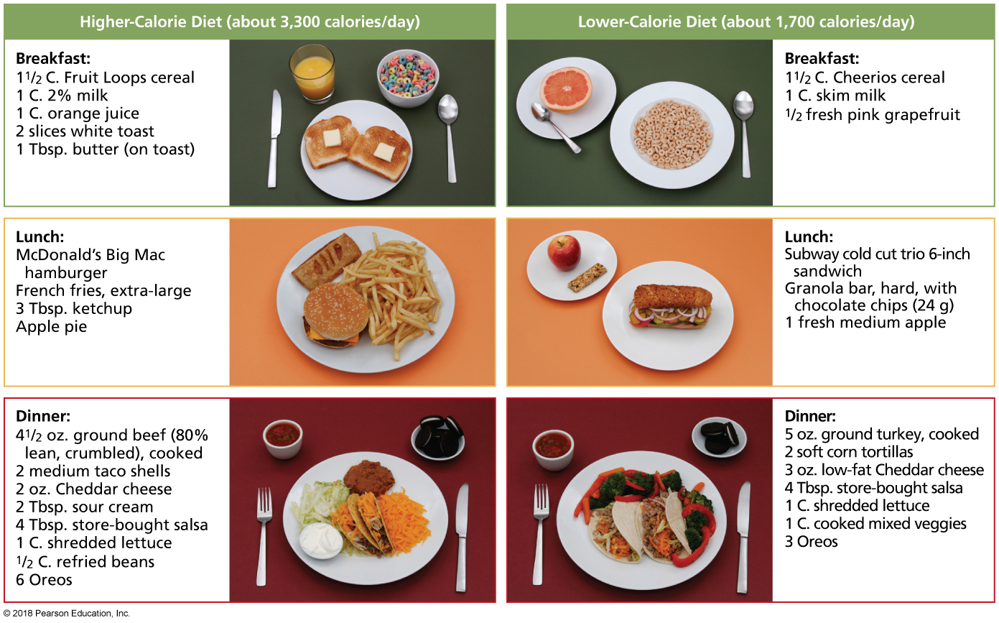 Higher-Calorie Diet (about 3,300 calories/day)
Breakfast:
1 1/2 C. Fruit Loops cereal
1 C. 2% milk
1 C. orange juice
2 slices white toast
1 Tbsp. butter (on toast)
Lunch:
McDonald's Big Mac
hamburger
French fries, extra-large
3 Tbsp. ketchup
Apple pie
Dinner:
4 1/2 oz. ground beef (80%
lean, crumbled), cooked
2 medium taco shells
2 oz. Cheddar cheese
2 Tbsp. sour cream
4 Tbsp. store-bought salsa
1 C. shredded lettuce
1/2 C. refried beans
6 Oreos
Lower-Calorie Diet (about 1,700 calories/day)
Breakfast:
1 1/2 C. Cheerios cereal
1 C. skim milk
1/2 fresh pink grapefruit
Lunch:
Subway cold cut trio 6-inch
sandwich
Granola bar, hard, with
chocolate chips (24 g)
1 fresh medium apple
Dinner:
5 oz. ground turkey, cooked
2 soft corn tortillas
3 oz. low-fat Cheddar cheese
4 Tbsp. store-bought salsa
1 C. shredded lettuce
1 C. cooked mixed veggies
3 Oreos
© 2018 Pearson Education, Inc.